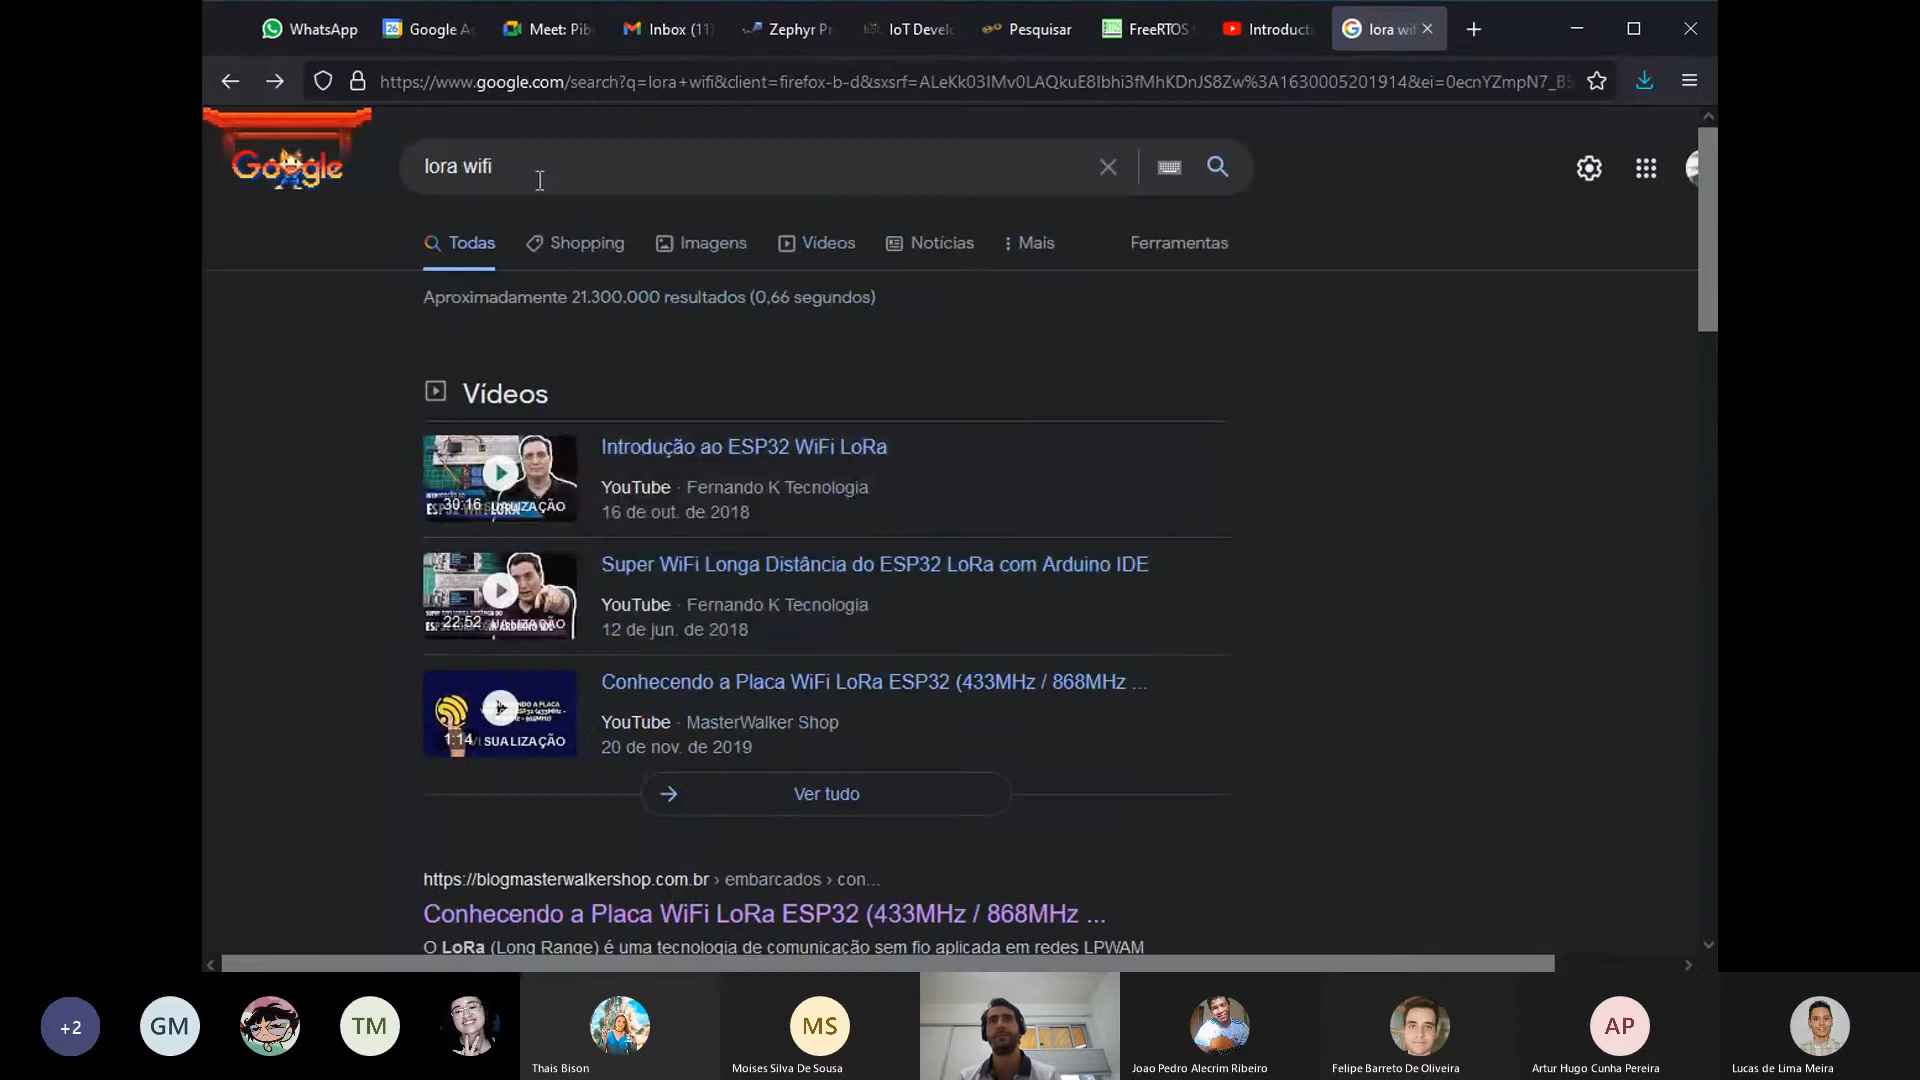 WhatsApp
Google A
Meet: Pib
Inbox (11)
Zephyr Pr
IoT Devel
Pesquisar
FreeRTOS
Introducti
lora wifi
https://www.google.com/search?q=lora+wifi&client=firefox-b-d&sxsrf=ALeKk03IMv0LAQkuE8Ibhi3fMhKDnJS8Zw%3A1630005201914&ei=0ecnYZmpN7_B5
Google
lora wifi
Todas
Shopping
Imagens
Vídeos
Notícias
Mais
Ferramentas
Aproximadamente 21.300.000 resultados (0,66 segundos)
Vídeos
30:16
Introdução ao ESP32 WiFi LoRa
YouTube · Fernando K Tecnologia
16 de out. de 2018
22:52
Super WiFi Longa Distância do ESP32 LoRa com Arduino IDE
YouTube · Fernando K Tecnologia
12 de jun. de 2018
1:14
Conhecendo a Placa WiFi LoRa ESP32 (433MHz / 868MHz ...
YouTube · MasterWalker Shop
20 de nov. de 2019
Ver tudo
https://blogmasterwalkershop.com.br › embarcados › con...
Conhecendo a Placa WiFi LoRa ESP32 (433MHz / 868MHz ...
O LoRa (Long Range) é uma tecnologia de comunicação sem fio aplicada em redes LPWAM
+2
GM
TM
MS
AP
Thais Bison
Moises Silva De Sousa
Joao Pedro Alecrim Ribeiro
Felipe Barreto De Oliveira
Artur Hugo Cunha Pereira
Lucas de Lima Meira